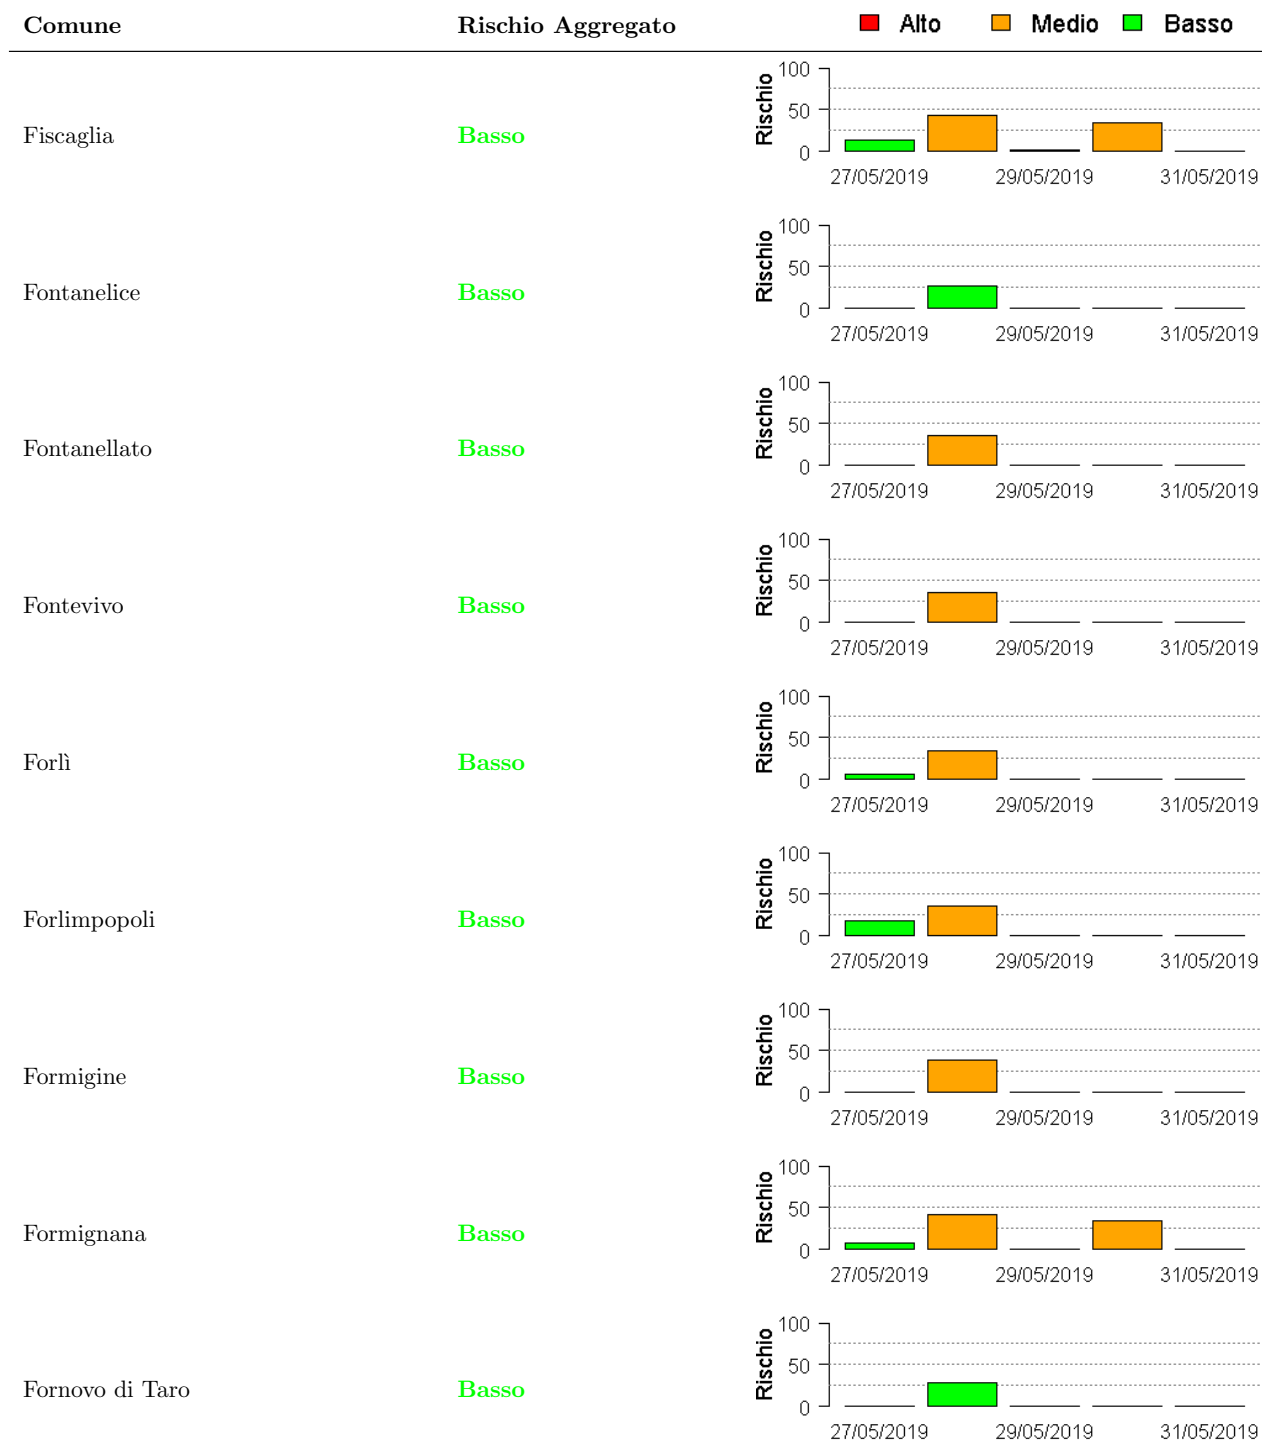 Comune Rischio Aggregato Alto Medio Basso
100
50
0
Rischio
Fiscaglia Basso
27/05/2019 29/05/2019 31/05/2019
100
50
0
Rischio
Fontanelice Basso
27/05/2019 29/05/2019 31/05/2019
100
50
0
Rischio
Fontanellato Basso
27/05/2019 29/05/2019 31/05/2019
100
50
0
Rischio
Fontevivo Basso
27/05/2019 29/05/2019 31/05/2019
100
50
0
Rischio
Forlì Basso
27/05/2019 29/05/2019 31/05/2019
100
50
0
Rischio
Forlimpopoli Basso
27/05/2019 29/05/2019 31/05/2019
100
50
0
Rischio
Formigine Basso
27/05/2019 29/05/2019 31/05/2019
100
50
0
Rischio
Formignana Basso
27/05/2019 29/05/2019 31/05/2019
100
50
0
Rischio
Fornovo di Taro Basso
27/05/2019 29/05/2019 31/05/2019